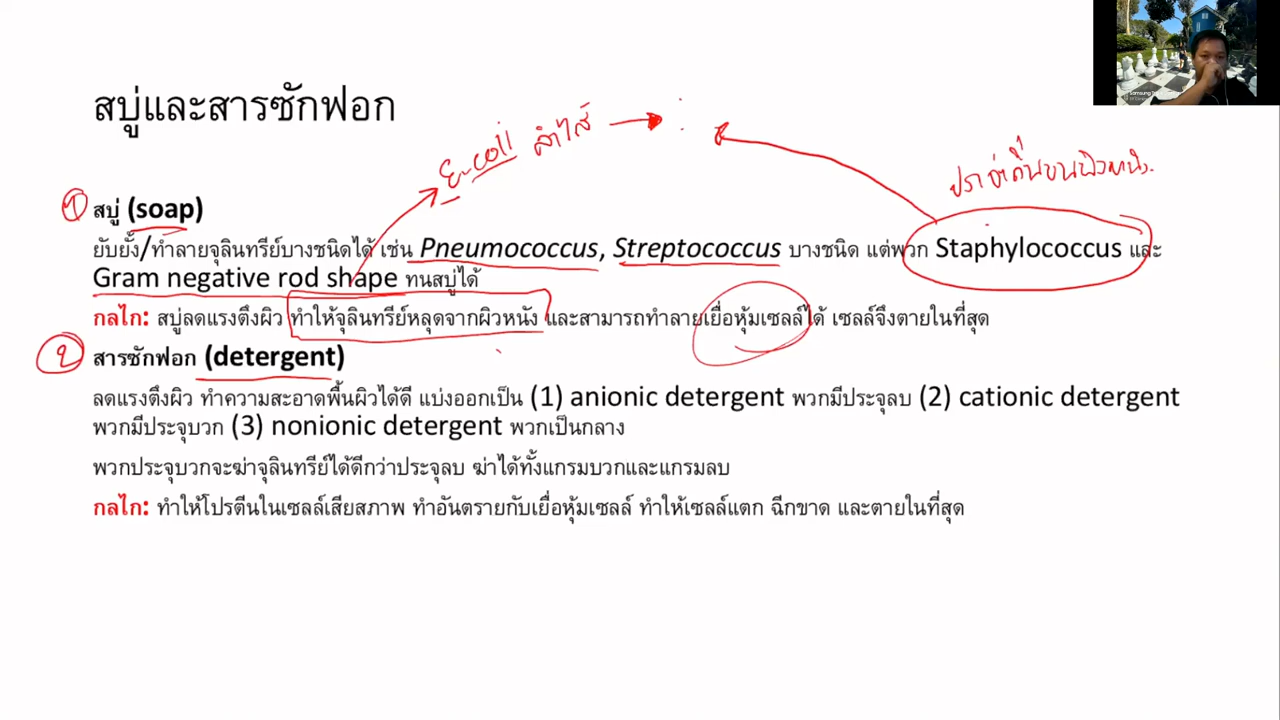 สบู่และสารซักฟอก
E-coli ลำไส้
ประจำถิ่นบนผิวหนัง
1 สบู่ (soap)
ยับยั้ง/ทำลายจุลินทรีย์บางชนิดได้ เช่น Pneumococcus, Streptococcus บางชนิด แต่พวก Staphylococcus และ
Gram negative rod shape ทนสบู่ได้
กลไก: สบู่ลดแรงตึงผิว ทำให้จุลินทรีย์หลุดจากผิวหนัง และสามารถทำลายเยื่อหุ้มเซลล์ได้ เซลล์จึงตายในที่สุด
2 สารซักฟอก (detergent)
ลดแรงตึงผิว ทำความสะอาดพื้นผิวได้ดี แบ่งออกเป็น (1) anionic detergent พวกมีประจุลบ (2) cationic detergent
พวกมีประจุบวก (3) nonionic detergent พวกเป็นกลาง
พวกประจุบวกจะฆ่าจุลินทรีย์ได้ดีกว่าประจุลบ ฆ่าได้ทั้งแกรมบวกและแกรมลบ
กลไก: ทำให้โปรตีนในเซลล์เสียสภาพ ทำอันตรายกับเยื่อหุ้มเซลล์ ทำให้เซลล์แตก ฉีกขาด และตายในที่สุด